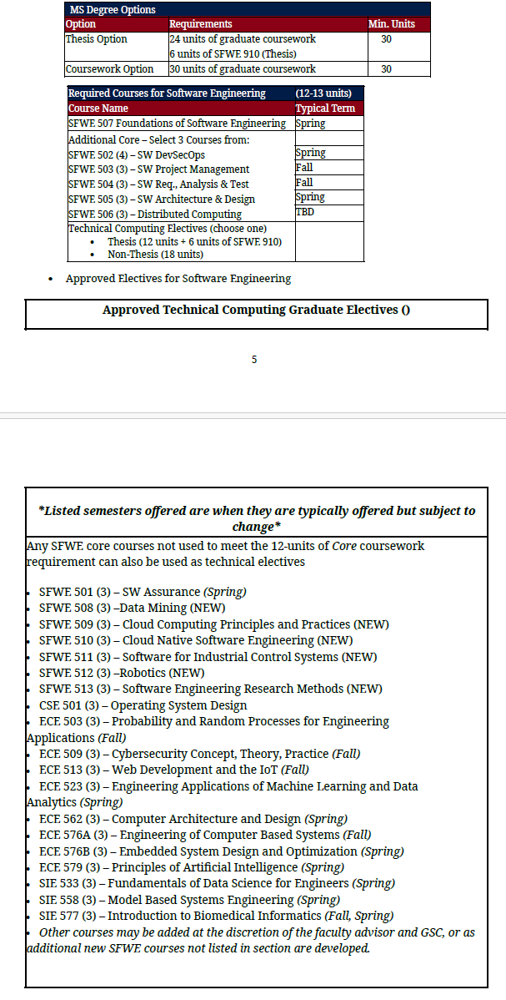 MS Degree Options
Option Requirements Min. Units
Thesis Option 24 units of graduate coursework 30
6 units of SFWE 910 (Thesis)
Coursework Option 30 units of graduate coursework 30
Required Courses for Software Engineering (12-13 units)
Course Name Typical Term
SFWE 507 Foundations of Software Engineering Spring
Additional Core – Select 3 Courses from:
SFWE 502 (4) – SW DevSecOps Spring
SFWE 503 (3) – SW Project Management Fall
SFWE 504 (3) – SW Req., Analysis & Test Fall
SFWE 505 (3) – SW Architecture & Design Spring
SFWE 506 (3) – Distributed Computing TBD
Technical Computing Electives (choose one)
• Thesis (12 units + 6 units of SFWE 910)
• Non-Thesis (18 units)
• Approved Electives for Software Engineering
Approved Technical Computing Graduate Electives ()
5
*Listed semesters offered are when they are typically offered but subject to
change*
Any SFWE core courses not used to meet the 12-units of Core coursework
requirement can also be used as technical electives
• SFWE 501 (3) – SW Assurance (Spring)
• SFWE 508 (3) –Data Mining (NEW)
• SFWE 509 (3) – Cloud Computing Principles and Practices (NEW)
• SFWE 510 (3) – Cloud Native Software Engineering (NEW)
• SFWE 511 (3) – Software for Industrial Control Systems (NEW)
• SFWE 512 (3) –Robotics (NEW)
• SFWE 513 (3) – Software Engineering Research Methods (NEW)
• CSE 501 (3) – Operating System Design
• ECE 503 (3) – Probability and Random Processes for Engineering
Applications (Fall)
• ECE 509 (3) – Cybersecurity Concept, Theory, Practice (Fall)
• ECE 513 (3) – Web Development and the IoT (Fall)
• ECE 523 (3) – Engineering Applications of Machine Learning and Data
Analytics (Spring)
• ECE 562 (3) – Computer Architecture and Design (Spring)
• ECE 576A (3) – Engineering of Computer Based Systems (Fall)
• ECE 576B (3) – Embedded System Design and Optimization (Spring)
• ECE 579 (3) – Principles of Artificial Intelligence (Spring)
• SIE 533 (3) – Fundamentals of Data Science for Engineers (Spring)
• SIE 558 (3) – Model Based Systems Engineering (Spring)
• SIE 577 (3) – Introduction to Biomedical Informatics (Fall, Spring)
• Other courses may be added at the discretion of the faculty advisor and GSC, or as
additional new SFWE courses not listed in section are developed.